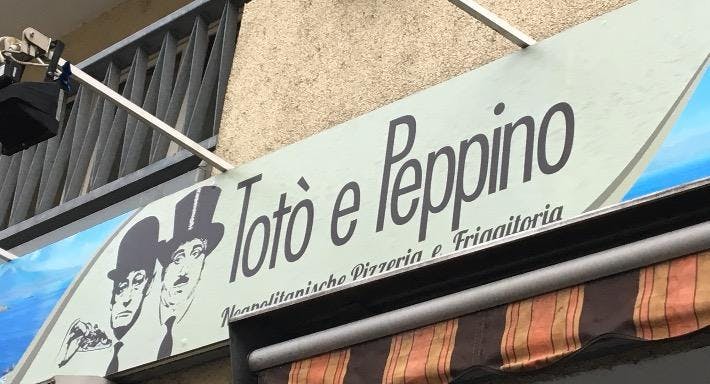 Totò e Peppino
Neapolitanische Pizzeria e Friggitoria